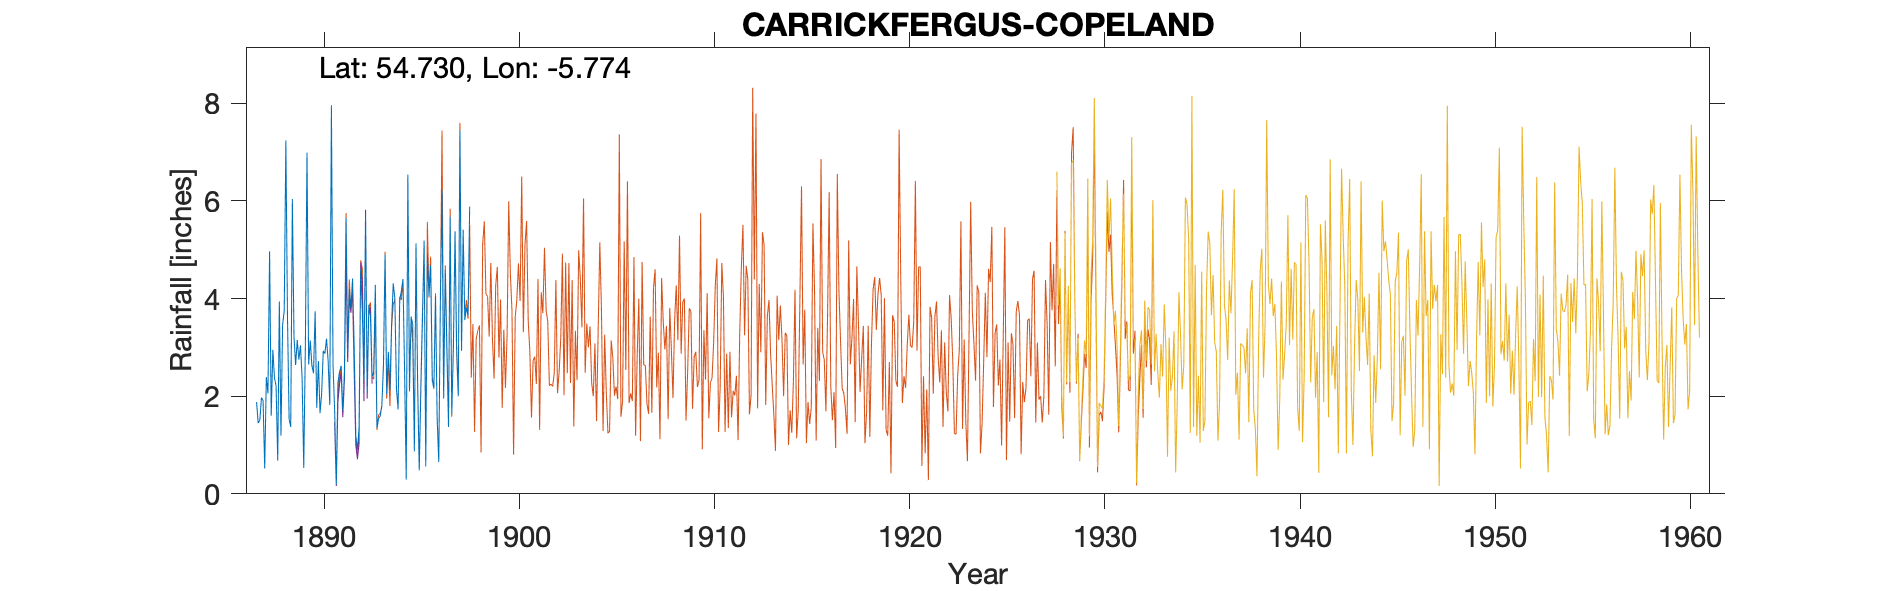 CARRICKFERGUS-COPELAND
Lat: 54.730, Lon: -5.774
Rainfall [inches]
8
6
4
2
0
1890 1900 1910 1920 1930 1940 1950 1960
Year